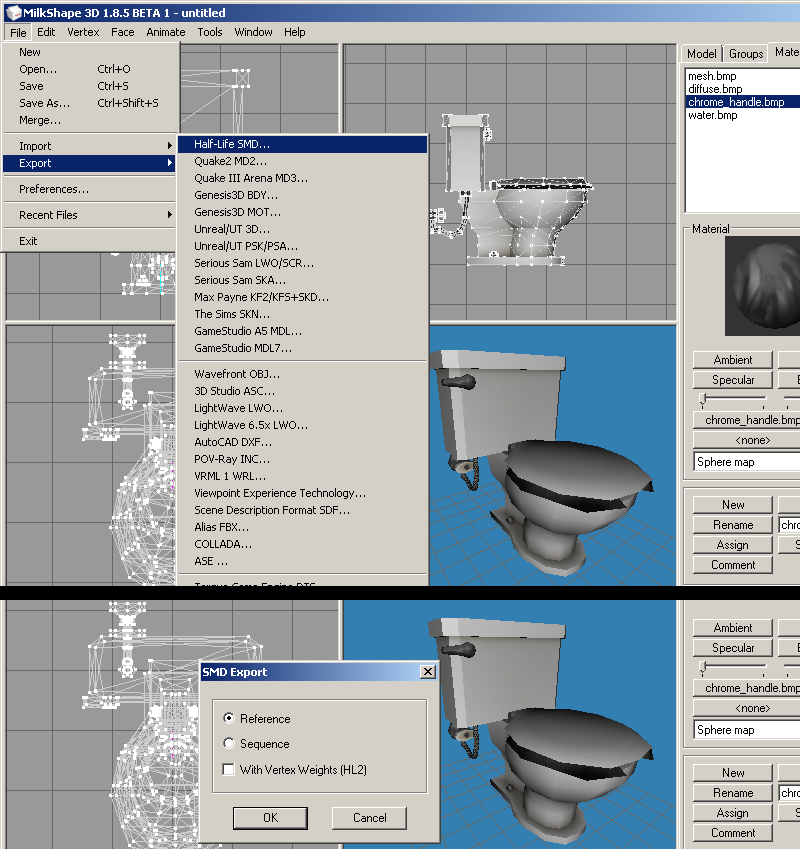 MilkShape 3D 1.8.5 BETA 1 - untitled
File Edit Vertex Face Animate Tools Window Help
New
Open... Ctrl+O
Save Ctrl+S
Save As... Ctrl+Shift+S
Merge...
Import
Export
Preferences...
Recent Files
Exit
Half-Life SMD...
Quake2 MD2...
Quake III Arena MD3...
Genesis3D BDY...
Genesis3D MOT...
Unreal/UT 3D...
Unreal/UT PSK/PSA...
Serious Sam LWO/SCR...
Serious Sam SKA...
Max Payne KF2/KFS+SKD...
The Sims SKN...
GameStudio A5 MDL...
GameStudio MDL7...
Wavefront OBJ...
3D Studio ASC...
LightWave LWO...
LightWave 6.5x LWO...
AutoCAD DXF...
POV-Ray INC...
VRML 1 WRL...
Viewpoint Experience Technology...
Scene Description Format SDF...
Alias FBX...
COLLADA...
ASE ...
Torque Game Engine DTS
Model Groups Mate
mesh.bmp
diffuse.bmp
chrome_handle.bmp
water.bmp
Material
Ambient
Specular E
chrome_handle.bmp
<none>
Sphere map
New
Rename chro
Assign S
Comment
SMD Export
Reference
Sequence
With Vertex Weights (HL2)
OK Cancel
Ambient
Specular E
chrome_handle.bmp
<none>
Sphere map
New
Rename chro
Assign S
Comment